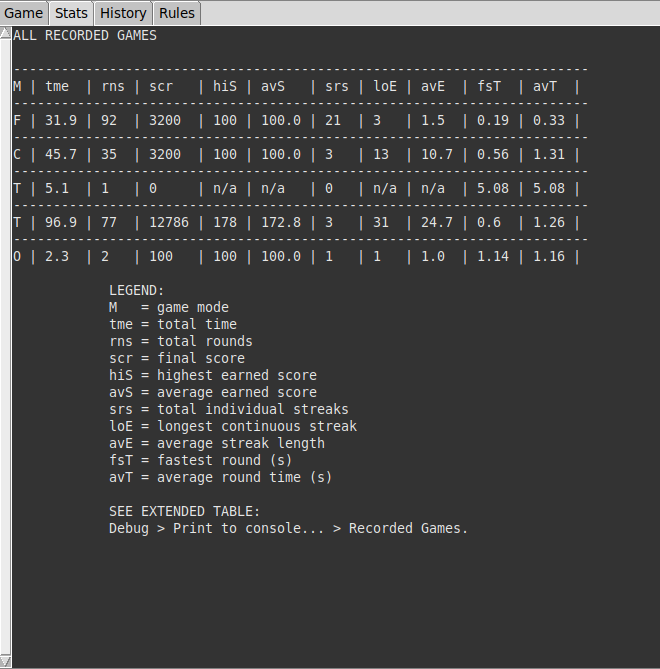 Game Stats History Rules
ALL RECORDED GAMES
------------------------------------------------------------------------
M | tme | rns | scr | hiS | avS | srs | loE | avE | fsT | avT |
------------------------------------------------------------------------
F | 31.9 | 92 | 3200 | 100 | 100.0 | 21 | 3 | 1.5 | 0.19 | 0.33 |
------------------------------------------------------------------------
C | 45.7 | 35 | 3200 | 100 | 100.0 | 3 | 13 | 10.7 | 0.56 | 1.31 |
------------------------------------------------------------------------
T | 5.1 | 1 | 0 | n/a | n/a | 0 | n/a | n/a | 5.08 | 5.08 |
------------------------------------------------------------------------
T | 96.9 | 77 | 12786 | 178 | 172.8 | 3 | 31 | 24.7 | 0.6 | 1.26 |
------------------------------------------------------------------------
O | 2.3 | 2 | 100 | 100 | 100.0 | 1 | 1 | 1.0 | 1.14 | 1.16 |
LEGEND:
M = game mode
tme = total time
rns = total rounds
scr = final score
hiS = highest earned score
avS = average earned score
srs = total individual streaks
loE = longest continuous streak
avE = average streak length
fsT = fastest round (s)
avT = average round time (s)
SEE EXTENDED TABLE:
Debug > Print to console... > Recorded Games.